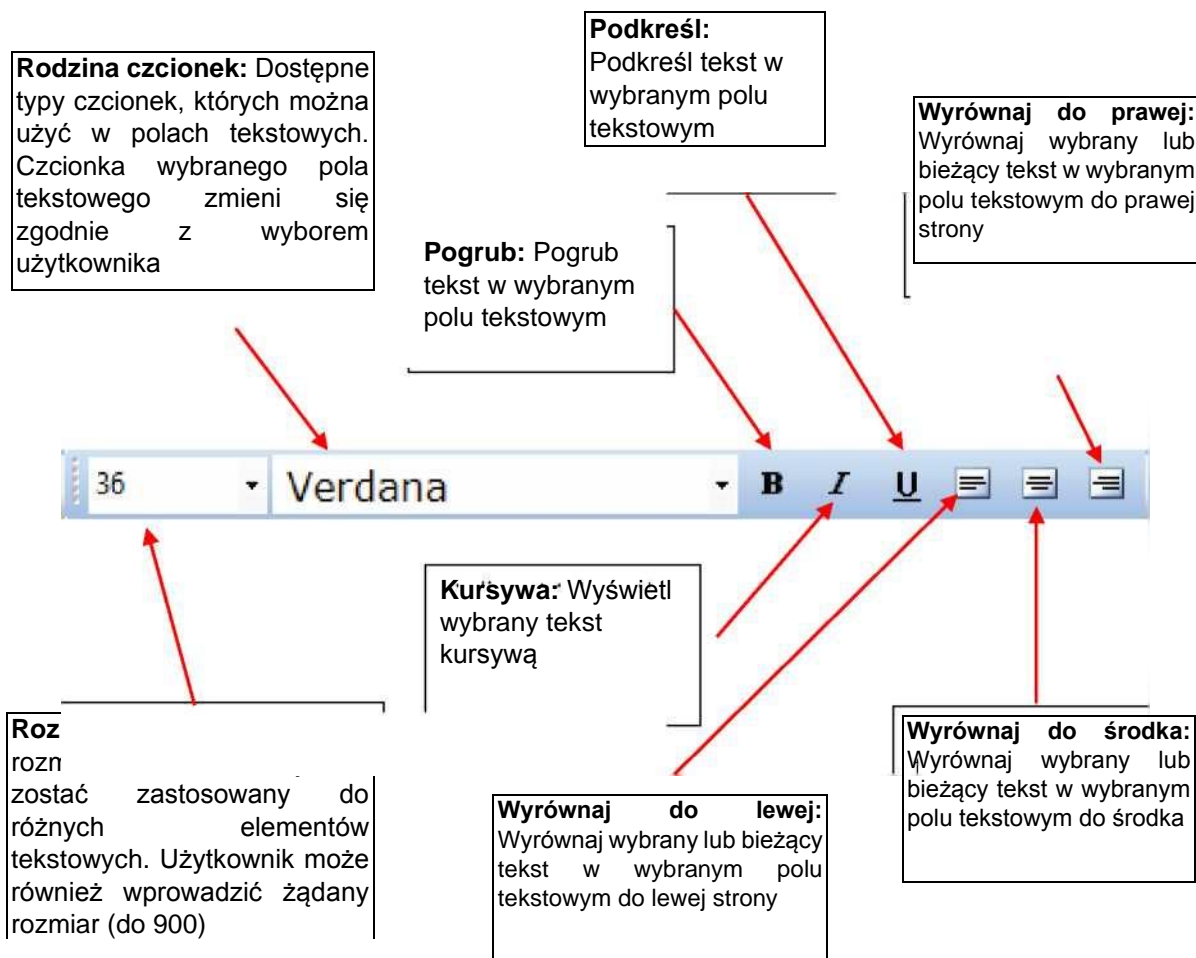 Podkreśl:
Podkreśl tekst w
wybranym polu
tekstowym
Rodzina czcionek: Dostępne
typy czcionek, których można
użyć w polach tekstowych.
Czcionka wybranego pola
tekstowego zmieni się
zgodnie z wyborem
użytkownika
Wyrównaj do prawej:
Wyrównaj wybrany lub
bieżący tekst w wybranym
polu tekstowym do prawej
strony
Pogrub: Pogrub
tekst w wybranym
polu tekstowym
36 Verdana B I U
Kursywa: Wyświetl
wybrany tekst
kursywą
zostać zastosowany do
różnych elementów
tekstowych. Użytkownik może
również wprowadzić żądany
rozmiar (do 900)
Wyrównaj do lewej:
Wyrównaj wybrany lub bieżący
tekst w wybranym polu
tekstowym do lewej strony
Wyrównaj do środka:
Wyrównaj wybrany lub
bieżący tekst w wybranym
polu tekstowym do środka